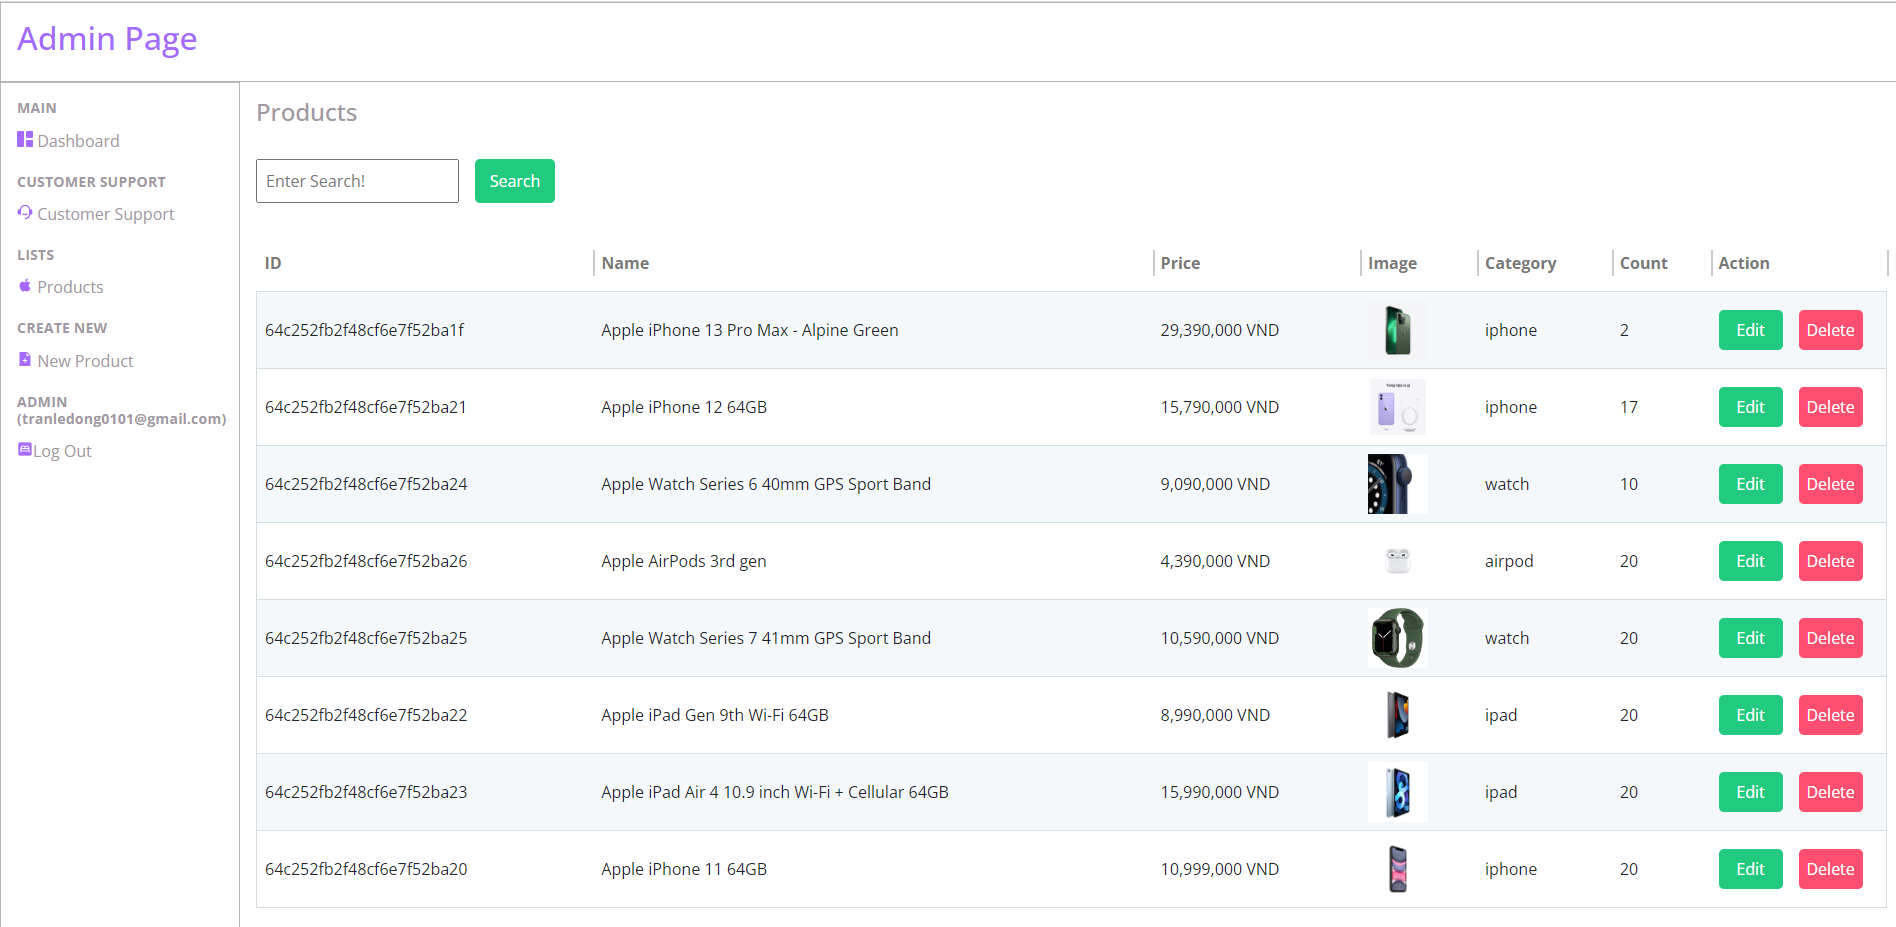 Admin Page
MAIN
Dashboard
CUSTOMER SUPPORT
Customer Support
LISTS
Products
CREATE NEW
New Product
ADMIN
(tranledong0101@gmail.com)
Log Out
Products
Enter Search! Search
ID Name Price Image Category Count Action
64c252fb2f48cf6e7f52ba1f Apple iPhone 13 Pro Max - Alpine Green 29,390,000 VND iphone 2 Edit Delete
64c252fb2f48cf6e7f52ba21 Apple iPhone 12 64GB 15,790,000 VND iphone 17 Edit Delete
64c252fb2f48cf6e7f52ba24 Apple Watch Series 6 40mm GPS Sport Band 9,090,000 VND watch 10 Edit Delete
64c252fb2f48cf6e7f52ba26 Apple AirPods 3rd gen 4,390,000 VND airpod 20 Edit Delete
64c252fb2f48cf6e7f52ba25 Apple Watch Series 7 41mm GPS Sport Band 10,590,000 VND watch 20 Edit Delete
64c252fb2f48cf6e7f52ba22 Apple iPad Gen 9th Wi-Fi 64GB 8,990,000 VND ipad 20 Edit Delete
64c252fb2f48cf6e7f52ba23 Apple iPad Air 4 10.9 inch Wi-Fi + Cellular 64GB 15,990,000 VND ipad 20 Edit Delete
64c252fb2f48cf6e7f52ba20 Apple iPhone 11 64GB 10,999,000 VND iphone 20 Edit Delete